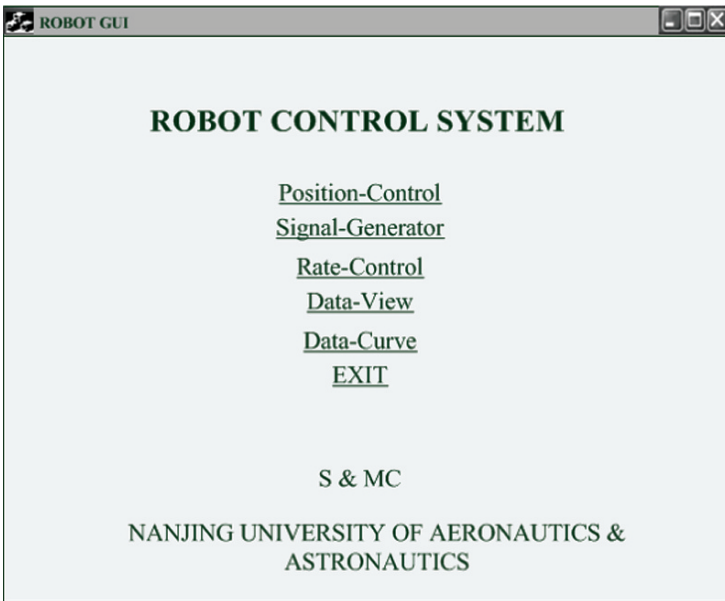 ROBOT GUI
ROBOT CONTROL SYSTEM
Position-Control
Signal-Generator
Rate-Control
Data-View
Data-Curve
EXIT
S & MC
NANJING UNIVERSITY OF AERONAUTICS &
ASTRONAUTICS